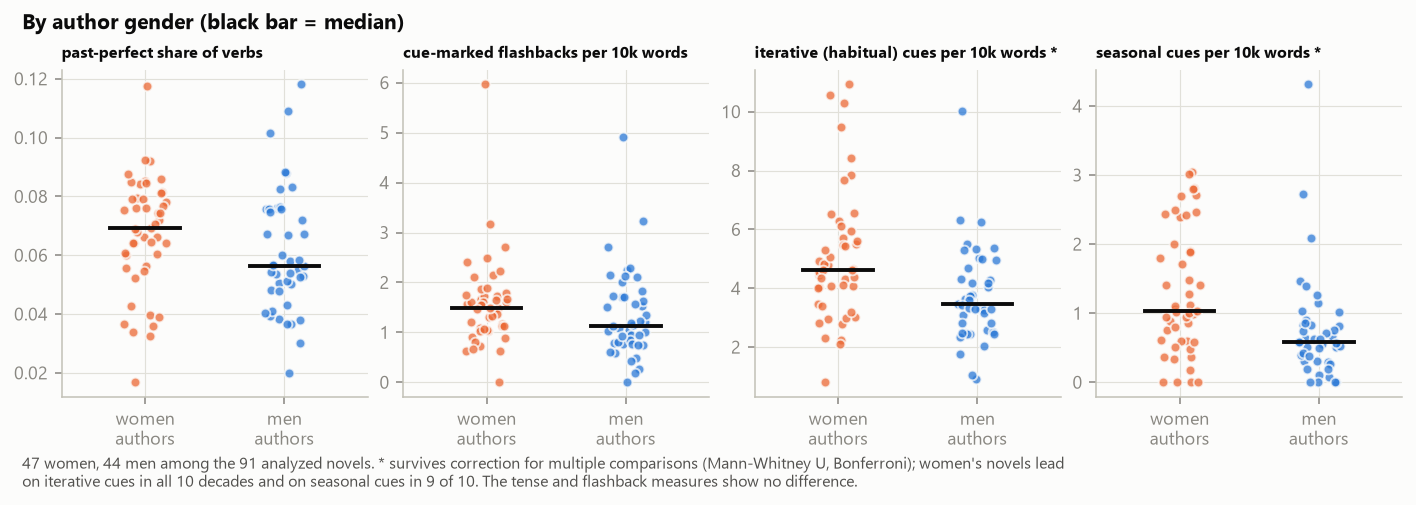 By author gender (black bar = median)
past-perfect share of verbs
cue-marked flashbacks per 10k words
iterative (habitual) cues per 10k words *
seasonal cues per 10k words *
0.12
0.10
0.08
0.06
0.04
0.02
women
authors
men
authors
6
5
4
3
2
1
0
women
authors
men
authors
10
8
6
4
2
women
authors
men
authors
4
3
2
1
0
women
authors
men
authors
47 women, 44 men among the 91 analyzed novels. * survives correction for multiple comparisons (Mann-Whitney U, Bonferroni); women's novels lead
on iterative cues in all 10 decades and on seasonal cues in 9 of 10. The tense and flashback measures show no difference.